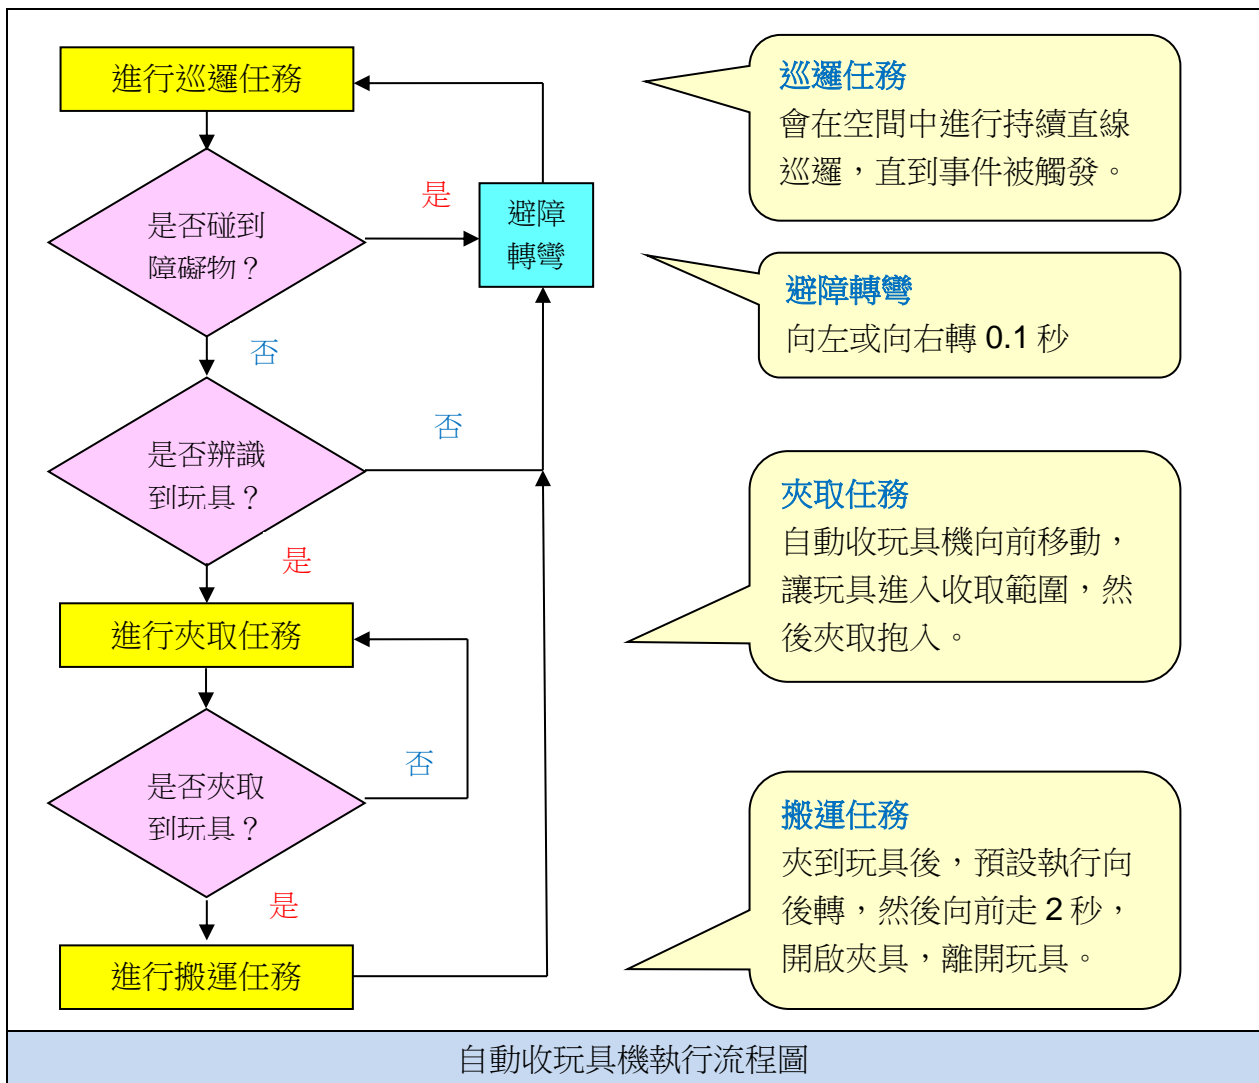 進行巡邏任務
是否碰到
障礙物？
是
避障
轉彎
否
是否辨識
到玩具？
否
是
進行夾取任務
是否夾取
到玩具？
否
是
進行搬運任務
巡邏任務
會在空間中進行持續直線
巡邏，直到事件被觸發。
避障轉彎
向左或向右轉 0.1 秒
夾取任務
自動收玩具機向前移動，
讓玩具進入收取範圍，然
後夾取抱入。
搬運任務
夾到玩具後，預設執行向
後轉，然後向前走 2 秒，
開啟夾具，離開玩具。
自動收玩具機執行流程圖